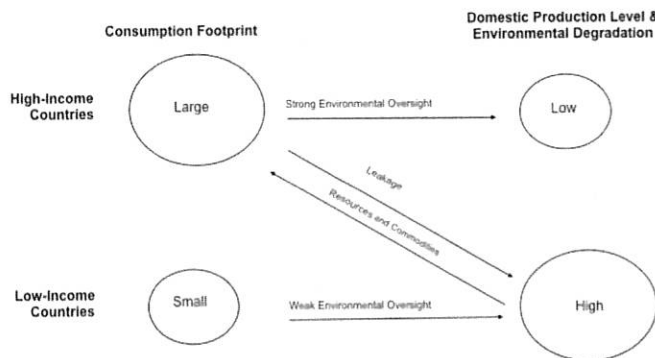 Consumption Footprint
Domestic Production Level &
Environmental Degradation
High-Income
Countries
Large
Strong Environmental Oversight
Low
Leakage
Resources and Commodities
Low-Income
Countries
Small
Weak Environmental Oversight
High